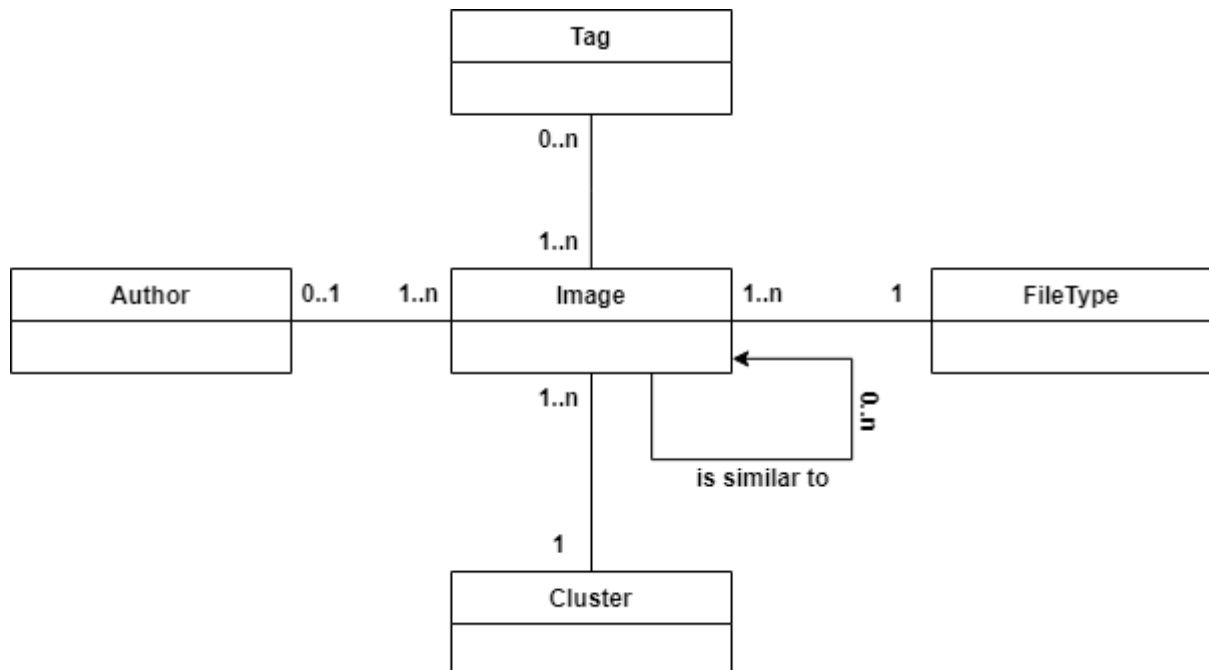 Tag
0..n
1..n
Author
0..1
1..n
Image
1..n
1
FileType
1..n
0..n
is similar to
1
Cluster